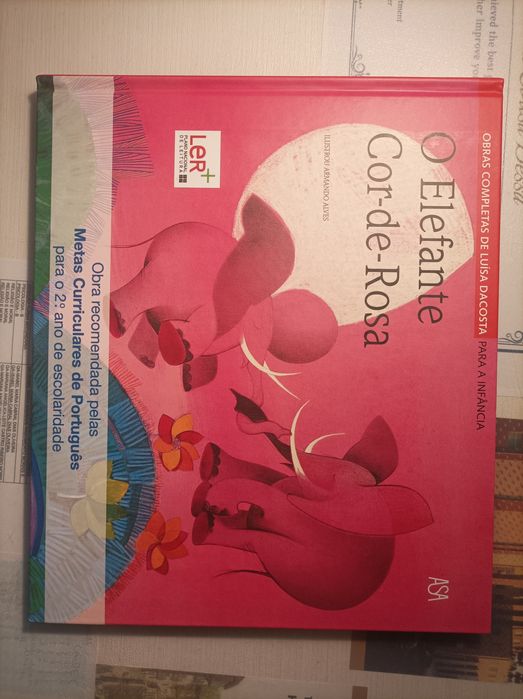 OBRAS COMPLETAS DE LUÍSA DACOSTA PARA A INFÂNCIA
O Elefante
Cor-de-Rosa
ILUSTROU ARMANDO ALVES
LeR+
PLANO NACIONAL
DE LEITURA
Obra recomendada pelas
Metas Curriculares de Português
para o 2.º ano de escolaridade
ASA